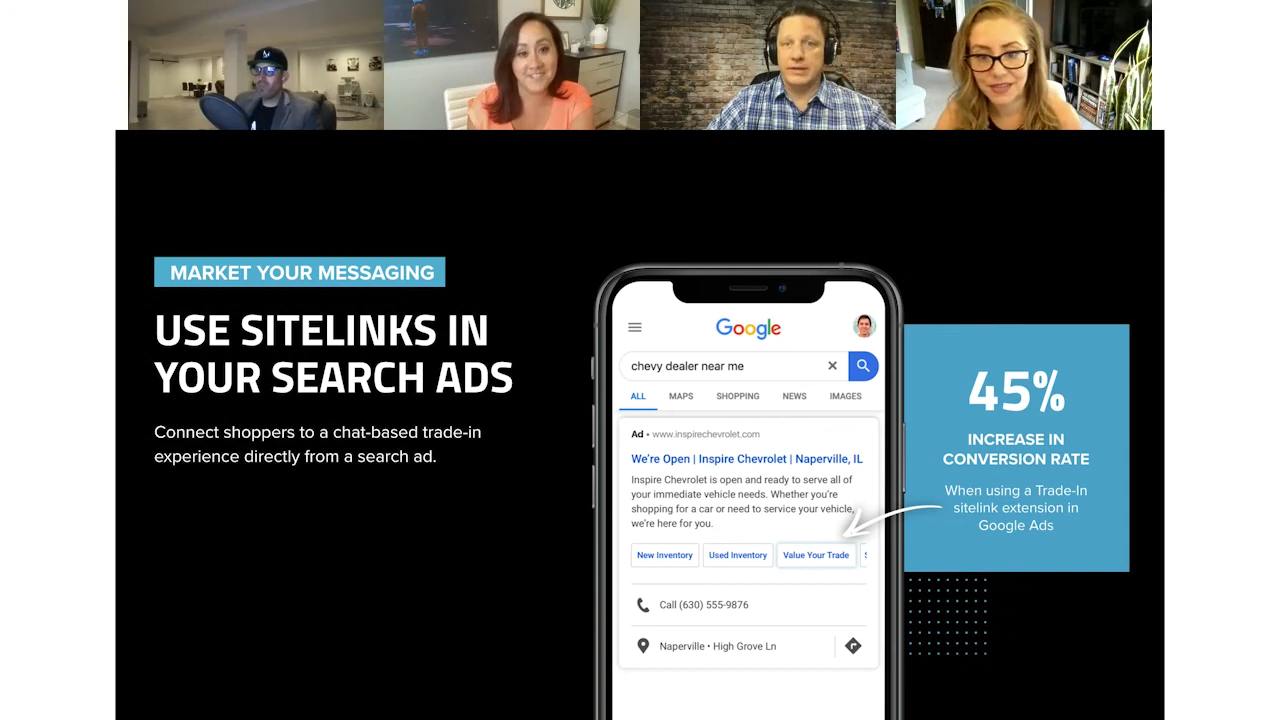 MARKET YOUR MESSAGING
USE SITELINKS IN
YOUR SEARCH ADS
Connect shoppers to a chat-based trade-in
experience directly from a search ad.
Google
chevy dealer near me
ALL MAPS SHOPPING NEWS IMAGES
Ad • www.inspirechevrolet.com
We're Open | Inspire Chevrolet | Naperville, IL
Inspire Chevrolet is open and ready to serve all of
your immediate vehicle needs. Whether you're
shopping for a car or need to service your vehicle,
we're here for you.
New Inventory Used Inventory Value Your Trade
Call (630) 555-9876
Naperville • High Grove Ln
45%
INCREASE IN
CONVERSION RATE
When using a Trade-In
sitelink extension in
Google Ads